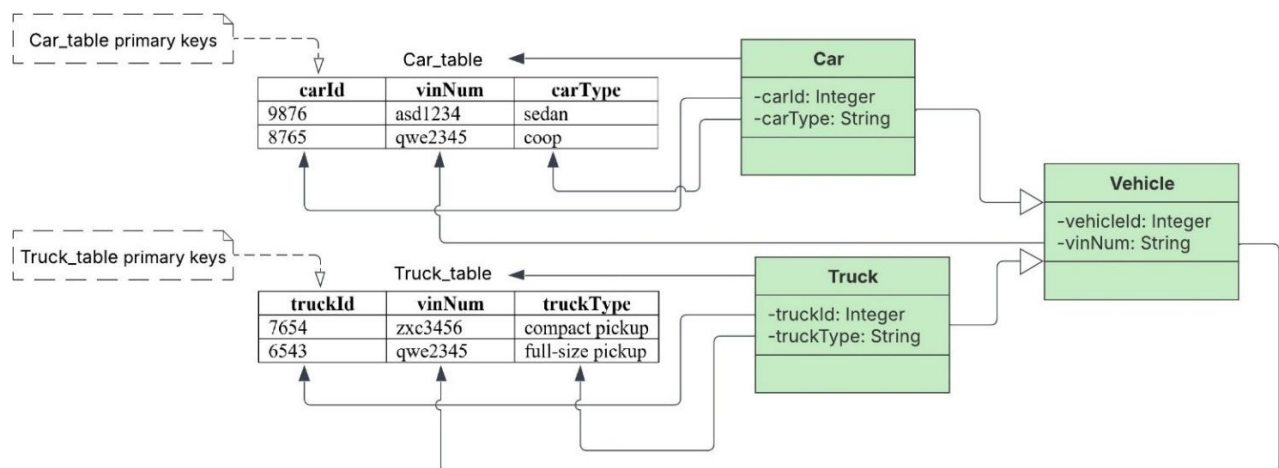 Car_table primary keys
Car_table
carId vinNum carType
9876 asd1234 sedan
8765 qwe2345 coop
Car
-carId: Integer
-carType: String
Vehicle
-vehicleId: Integer
-vinNum: String
Truck_table primary keys
Truck_table
truckId vinNum truckType
7654 zxc3456 compact pickup
6543 qwe2345 full-size pickup
Truck
-truckId: Integer
-truckType: String